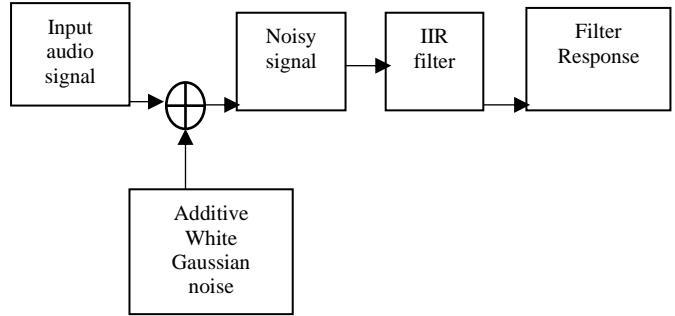 Input
audio
signal
Noisy
signal
IIR
filter
Filter
Response
Additive
White
Gaussian
noise